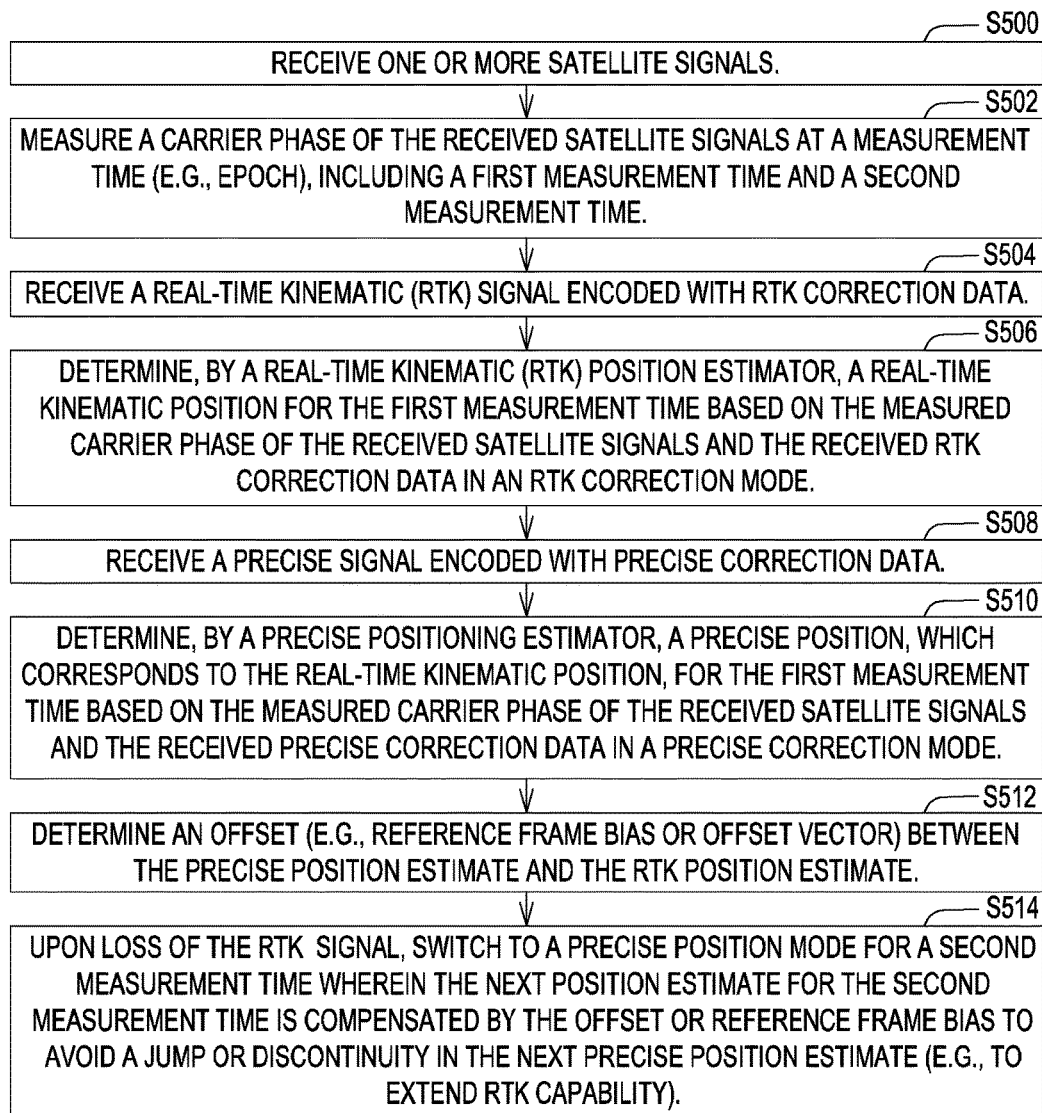 S500
RECEIVE ONE OR MORE SATELLITE SIGNALS.
S502
MEASURE A CARRIER PHASE OF THE RECEIVED SATELLITE SIGNALS AT A MEASUREMENT
TIME (E.G., EPOCH), INCLUDING A FIRST MEASUREMENT TIME AND A SECOND
MEASUREMENT TIME.
S504
RECEIVE A REAL-TIME KINEMATIC (RTK) SIGNAL ENCODED WITH RTK CORRECTION DATA.
S506
DETERMINE, BY A REAL-TIME KINEMATIC (RTK) POSITION ESTIMATOR, A REAL-TIME
KINEMATIC POSITION FOR THE FIRST MEASUREMENT TIME BASED ON THE MEASURED
CARRIER PHASE OF THE RECEIVED SATELLITE SIGNALS AND THE RECEIVED RTK
CORRECTION DATA IN AN RTK CORRECTION MODE.
S508
RECEIVE A PRECISE SIGNAL ENCODED WITH PRECISE CORRECTION DATA.
S510
DETERMINE, BY A PRECISE POSITIONING ESTIMATOR, A PRECISE POSITION, WHICH
CORRESPONDS TO THE REAL-TIME KINEMATIC POSITION, FOR THE FIRST MEASUREMENT
TIME BASED ON THE MEASURED CARRIER PHASE OF THE RECEIVED SATELLITE SIGNALS
AND THE RECEIVED PRECISE CORRECTION DATA IN A PRECISE CORRECTION MODE.
S512
DETERMINE AN OFFSET (E.G., REFERENCE FRAME BIAS OR OFFSET VECTOR) BETWEEN
THE PRECISE POSITION ESTIMATE AND THE RTK POSITION ESTIMATE.
S514
UPON LOSS OF THE RTK SIGNAL, SWITCH TO A PRECISE POSITION MODE FOR A SECOND
MEASUREMENT TIME WHEREIN THE NEXT POSITION ESTIMATE FOR THE SECOND
MEASUREMENT TIME IS COMPENSATED BY THE OFFSET OR REFERENCE FRAME BIAS TO
AVOID A JUMP OR DISCONTINUITY IN THE NEXT PRECISE POSITION ESTIMATE (E.G., TO
EXTEND RTK CAPABILITY).